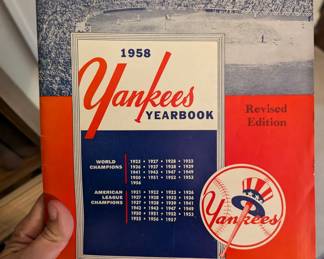 1958
Yankees
YEARBOOK
Revised
Edition
WORLD
CHAMPIONS
1923 • 1927 • 1928 • 1932
1936 • 1937 • 1938 • 1939
1941 • 1943 • 1947 • 1949
1950 • 1951 • 1952 • 1953
1956
AMERICAN
LEAGUE
CHAMPIONS
1921 • 1922 • 1923 • 1926
1927 • 1928 • 1932 • 1936
1937 • 1938 • 1939 • 1941
1942 • 1943 • 1947 • 1949
1950 • 1951 • 1952 • 1953
1955 • 1956 • 1957
Yankees